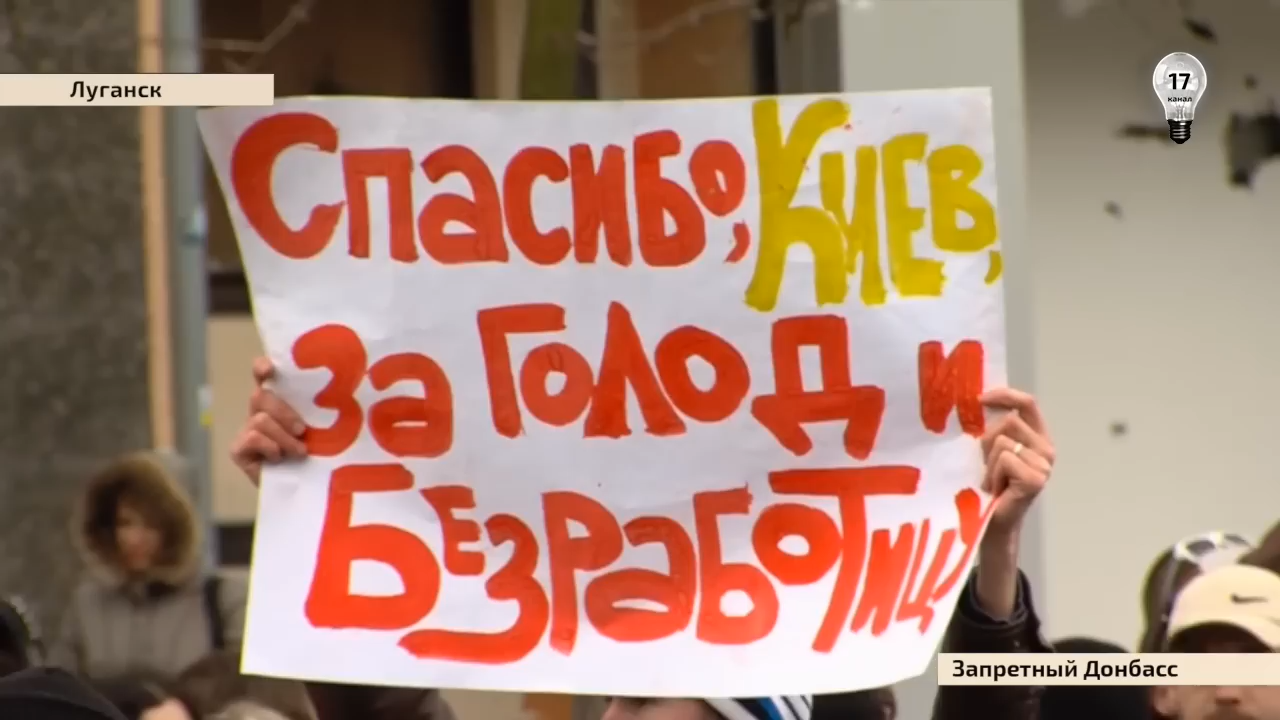 Луганск
17
канал
Спасибо, Киев,
за голод и
Безработицу
Запретный Донбасс